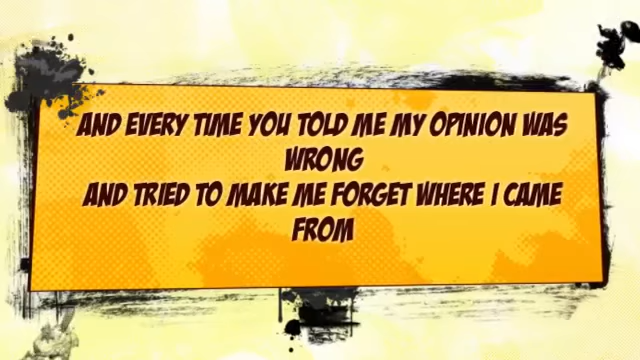 AND EVERY TIME YOU TOLD ME MY OPINION WAS
WRONG
AND TRIED TO MAKE ME FORGET WHERE I CAME
FROM